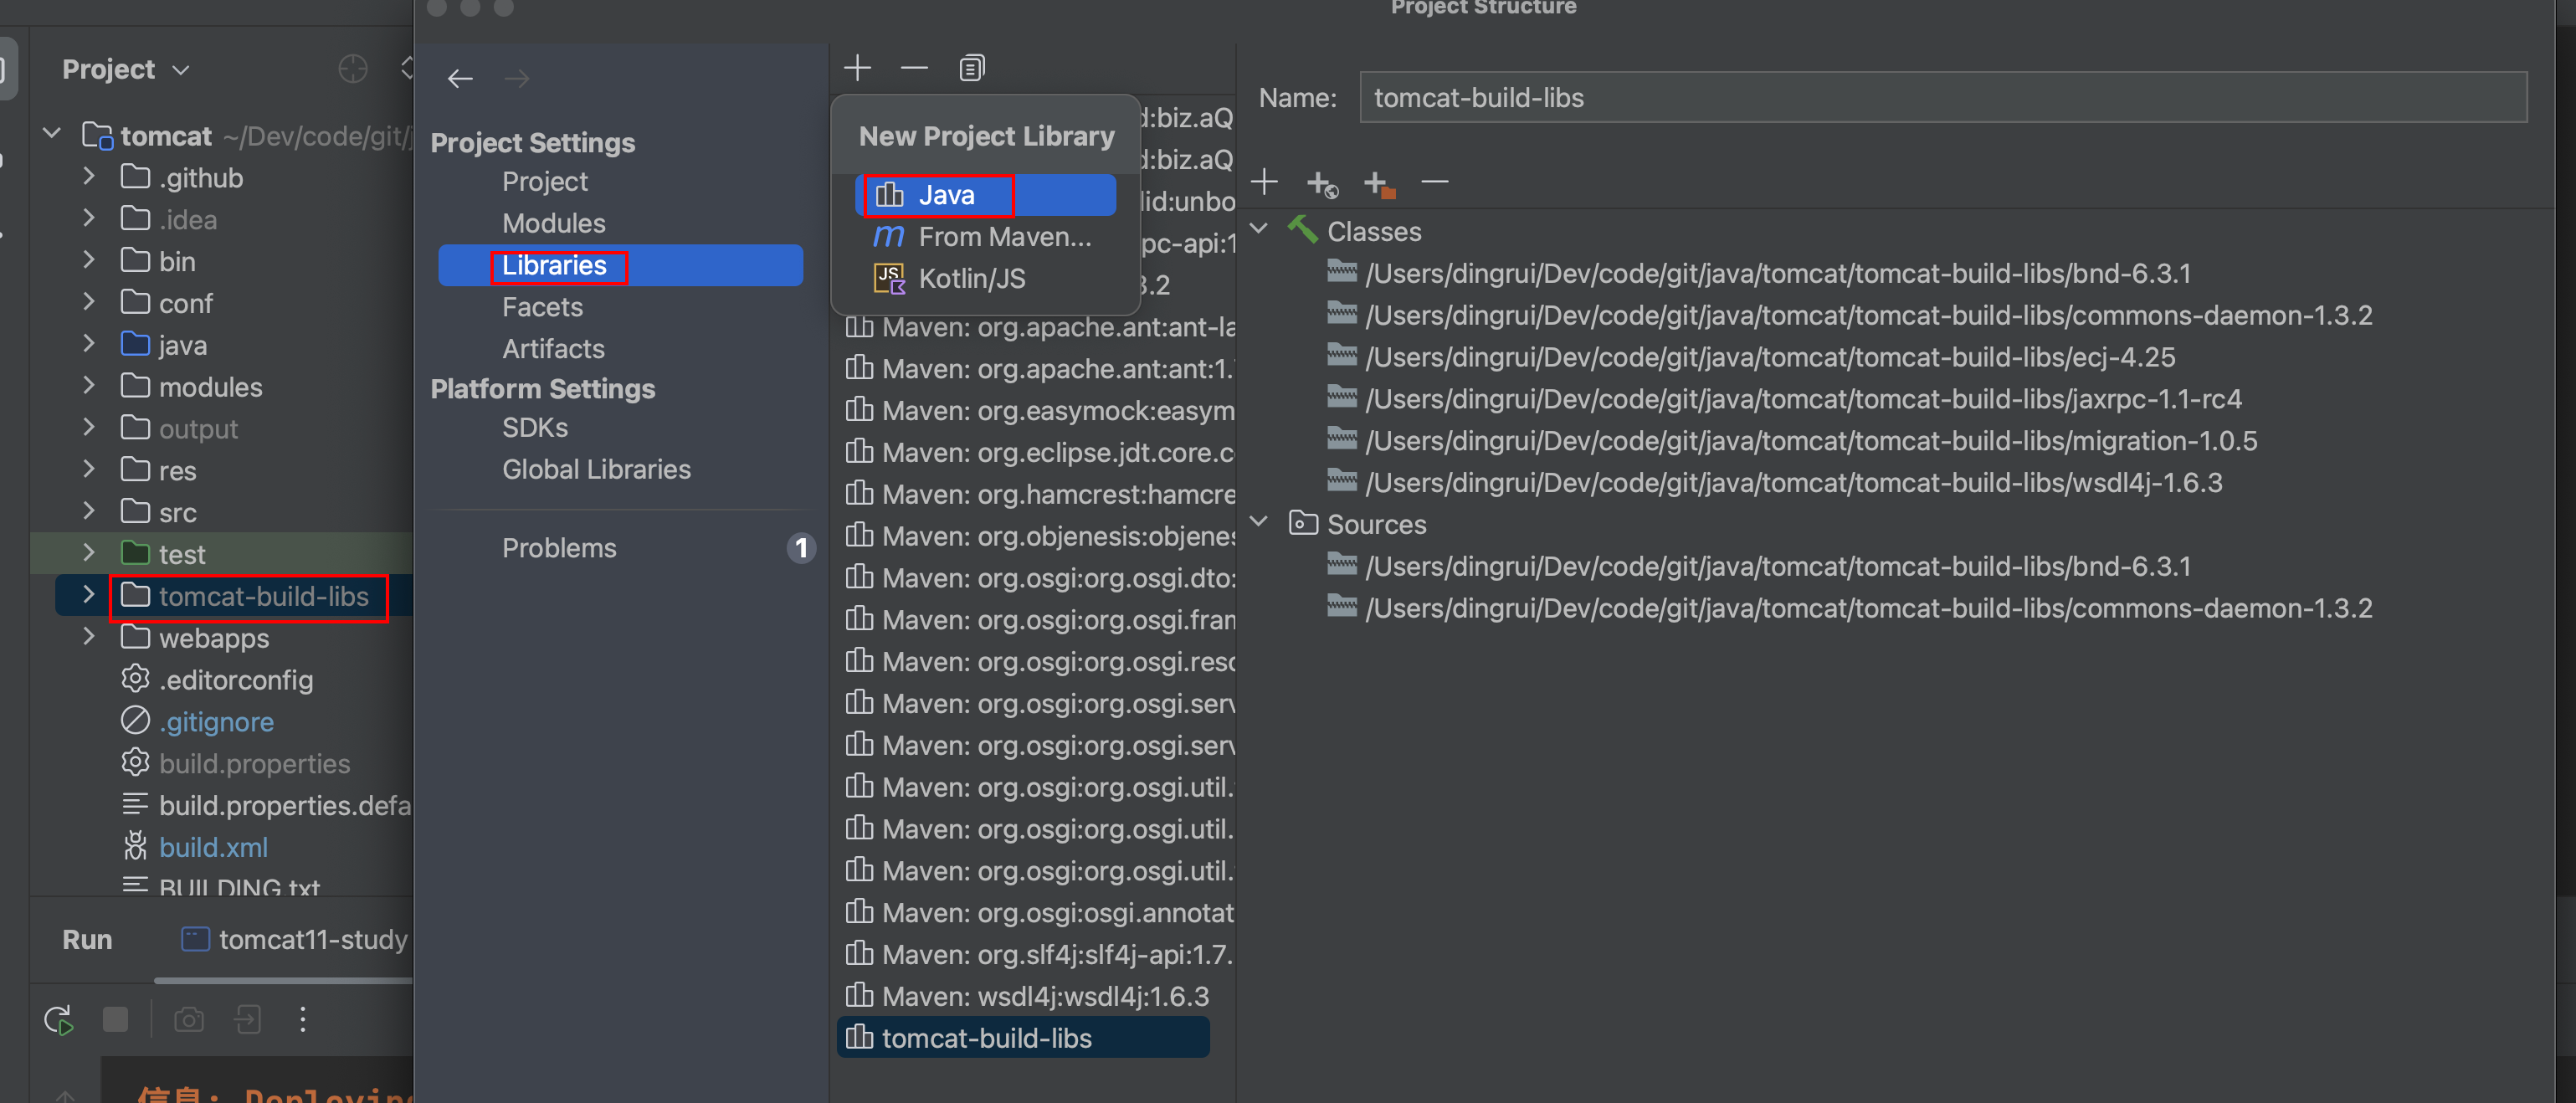 Project Structure
Project
tomcat ~/Dev/code/git/j
.github
.idea
bin
conf
java
modules
output
res
src
test
tomcat-build-libs
webapps
.editorconfig
.gitignore
build.properties
build.properties.defa
build.xml
BUILDING.txt
Run
tomcat11-study
信息: Deploying
Project Settings
Project
Modules
Libraries
Facets
Artifacts
Platform Settings
SDKs
Global Libraries
Problems
1
New Project Library
Java
From Maven...
Kotlin/JS
d:biz.aQ
d:biz.aQ
lid:unbo
pc-api:1
3.2
Maven: org.apache.ant:ant-la
Maven: org.apache.ant:ant:1.
Maven: org.easymock:easym
Maven: org.eclipse.jdt.core.c
Maven: org.hamcrest:hamcre
Maven: org.objenesis:objenes
Maven: org.osgi:org.osgi.dto:
Maven: org.osgi:org.osgi.fran
Maven: org.osgi:org.osgi.reso
Maven: org.osgi:org.osgi.serv
Maven: org.osgi:org.osgi.serv
Maven: org.osgi:org.osgi.util.
Maven: org.osgi:org.osgi.util.
Maven: org.osgi:org.osgi.util.
Maven: org.osgi:osgi.annotat
Maven: org.slf4j:slf4j-api:1.7.
Maven: wsdl4j:wsdl4j:1.6.3
tomcat-build-libs
Name: tomcat-build-libs
Classes
/Users/dingrui/Dev/code/git/java/tomcat/tomcat-build-libs/bnd-6.3.1
/Users/dingrui/Dev/code/git/java/tomcat/tomcat-build-libs/commons-daemon-1.3.2
/Users/dingrui/Dev/code/git/java/tomcat/tomcat-build-libs/ecj-4.25
/Users/dingrui/Dev/code/git/java/tomcat/tomcat-build-libs/jaxrpc-1.1-rc4
/Users/dingrui/Dev/code/git/java/tomcat/tomcat-build-libs/migration-1.0.5
/Users/dingrui/Dev/code/git/java/tomcat/tomcat-build-libs/wsdl4j-1.6.3
Sources
/Users/dingrui/Dev/code/git/java/tomcat/tomcat-build-libs/bnd-6.3.1
/Users/dingrui/Dev/code/git/java/tomcat/tomcat-build-libs/commons-daemon-1.3.2